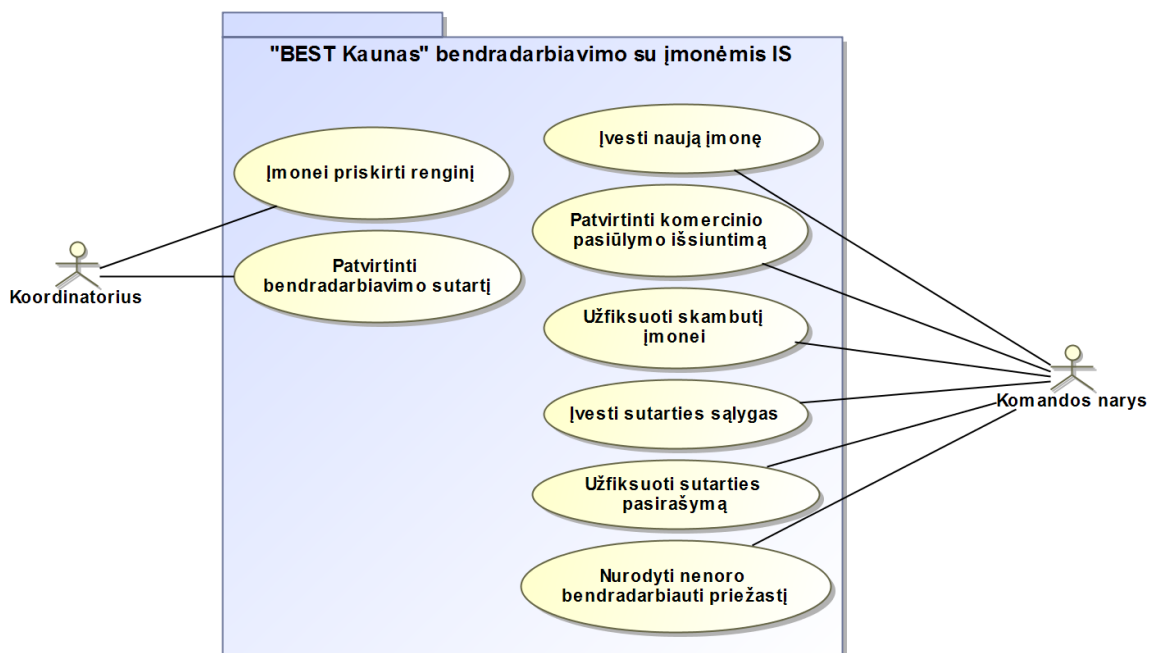 "BEST Kaunas" bendradarbiavimo su įmonėmis IS
Įmonei priskirti renginį
Patvirtinti
bendradarbiavimo sutartį
Koordinatorius
Įvesti naują įmonę
Patvirtinti komercinio
pasiūlymo išsiuntimą
Užfiksuoti skambutį
įmonei
Įvesti sutarties sąlygas
Užfiksuoti sutarties
pasirašymą
Nurodyti nenoro
bendradarbiauti priežastį
Komandos narys